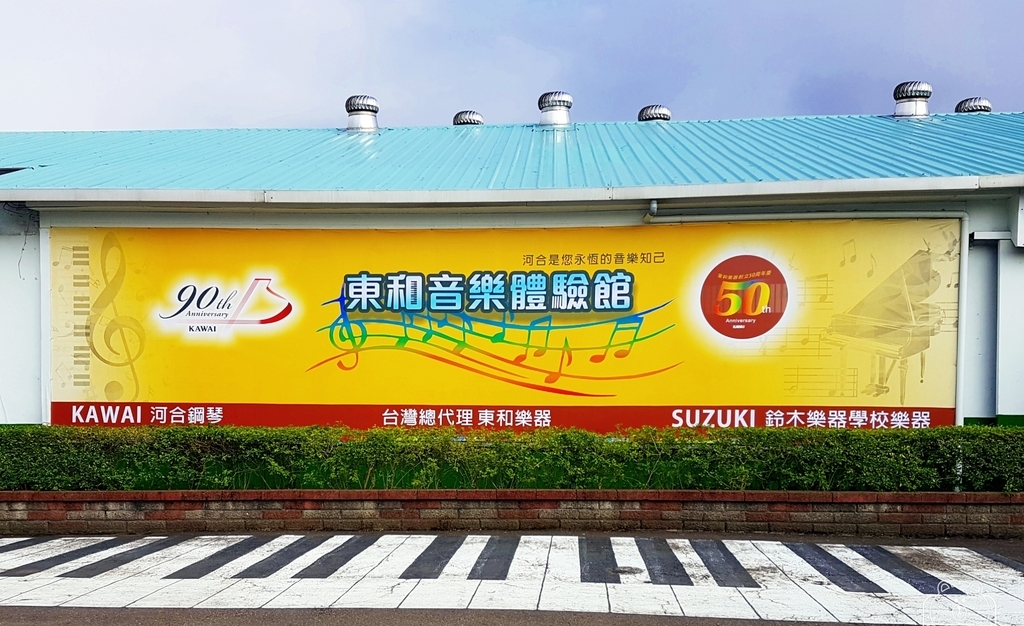 河合是您永恆的音樂知己
東和音樂體驗館
90th
Anniversary
KAWAI
50th
Anniversary
KAWAI
KAWAI 河合鋼琴
台灣總代理 東和樂器
SUZUKI 鈴木樂器學校樂器